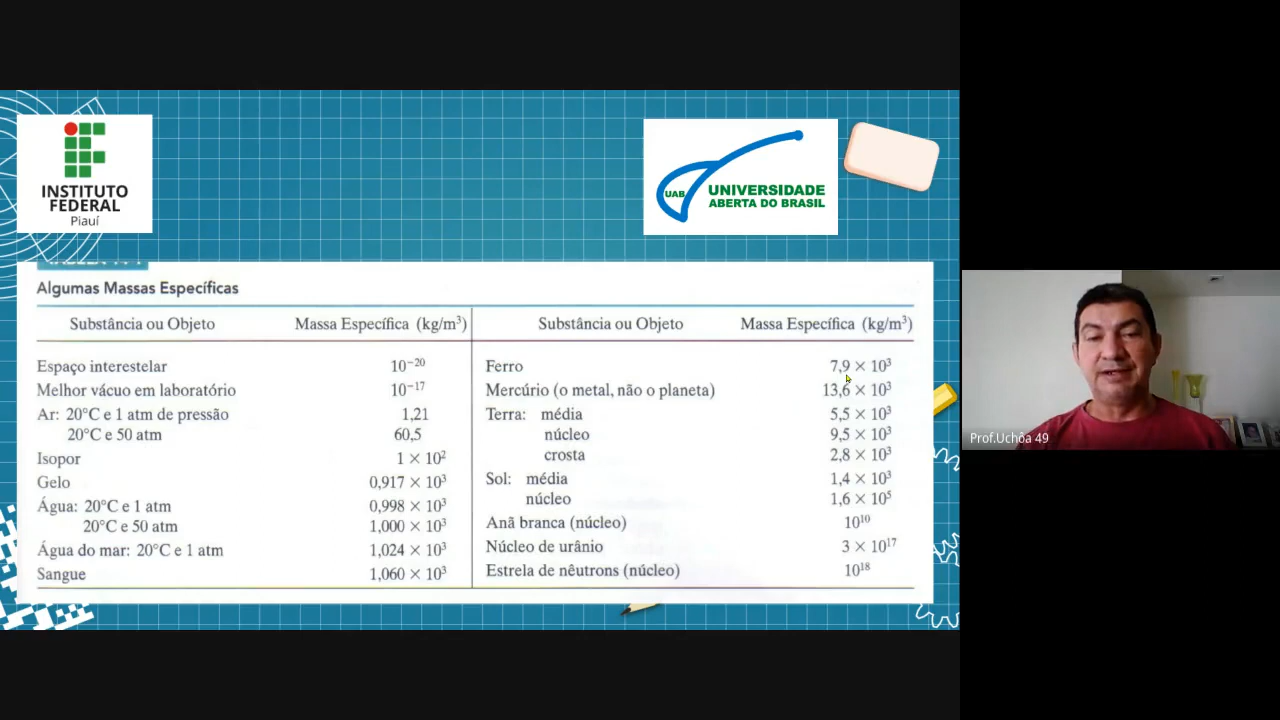 INSTITUTO
FEDERAL
Piauí
UAB
UNIVERSIDADE
ABERTA DO BRASIL
Algumas Massas Específicas
Substância ou Objeto Massa Específica (kg/m³)
Espaço interestelar 10⁻²⁰
Melhor vácuo em laboratório 10⁻¹⁷
Ar: 20°C e 1 atm de pressão 1,21
20°C e 50 atm 60,5
Isopor 1 × 10²
Gelo 0,917 × 10³
Água: 20°C e 1 atm 0,998 × 10³
20°C e 50 atm 1,000 × 10³
Água do mar: 20°C e 1 atm 1,024 × 10³
Sangue 1,060 × 10³
Substância ou Objeto Massa Específica (kg/m³)
Ferro 7,9 × 10³
Mercúrio (o metal, não o planeta) 13,6 × 10³
Terra: média 5,5 × 10³
núcleo 9,5 × 10³
crosta 2,8 × 10³
Sol: média 1,4 × 10³
núcleo 1,6 × 10⁵
Anã branca (núcleo) 10¹⁰
Núcleo de urânio 3 × 10¹⁷
Estrela de nêutrons (núcleo) 10¹⁸
Prof.Uchôa 49